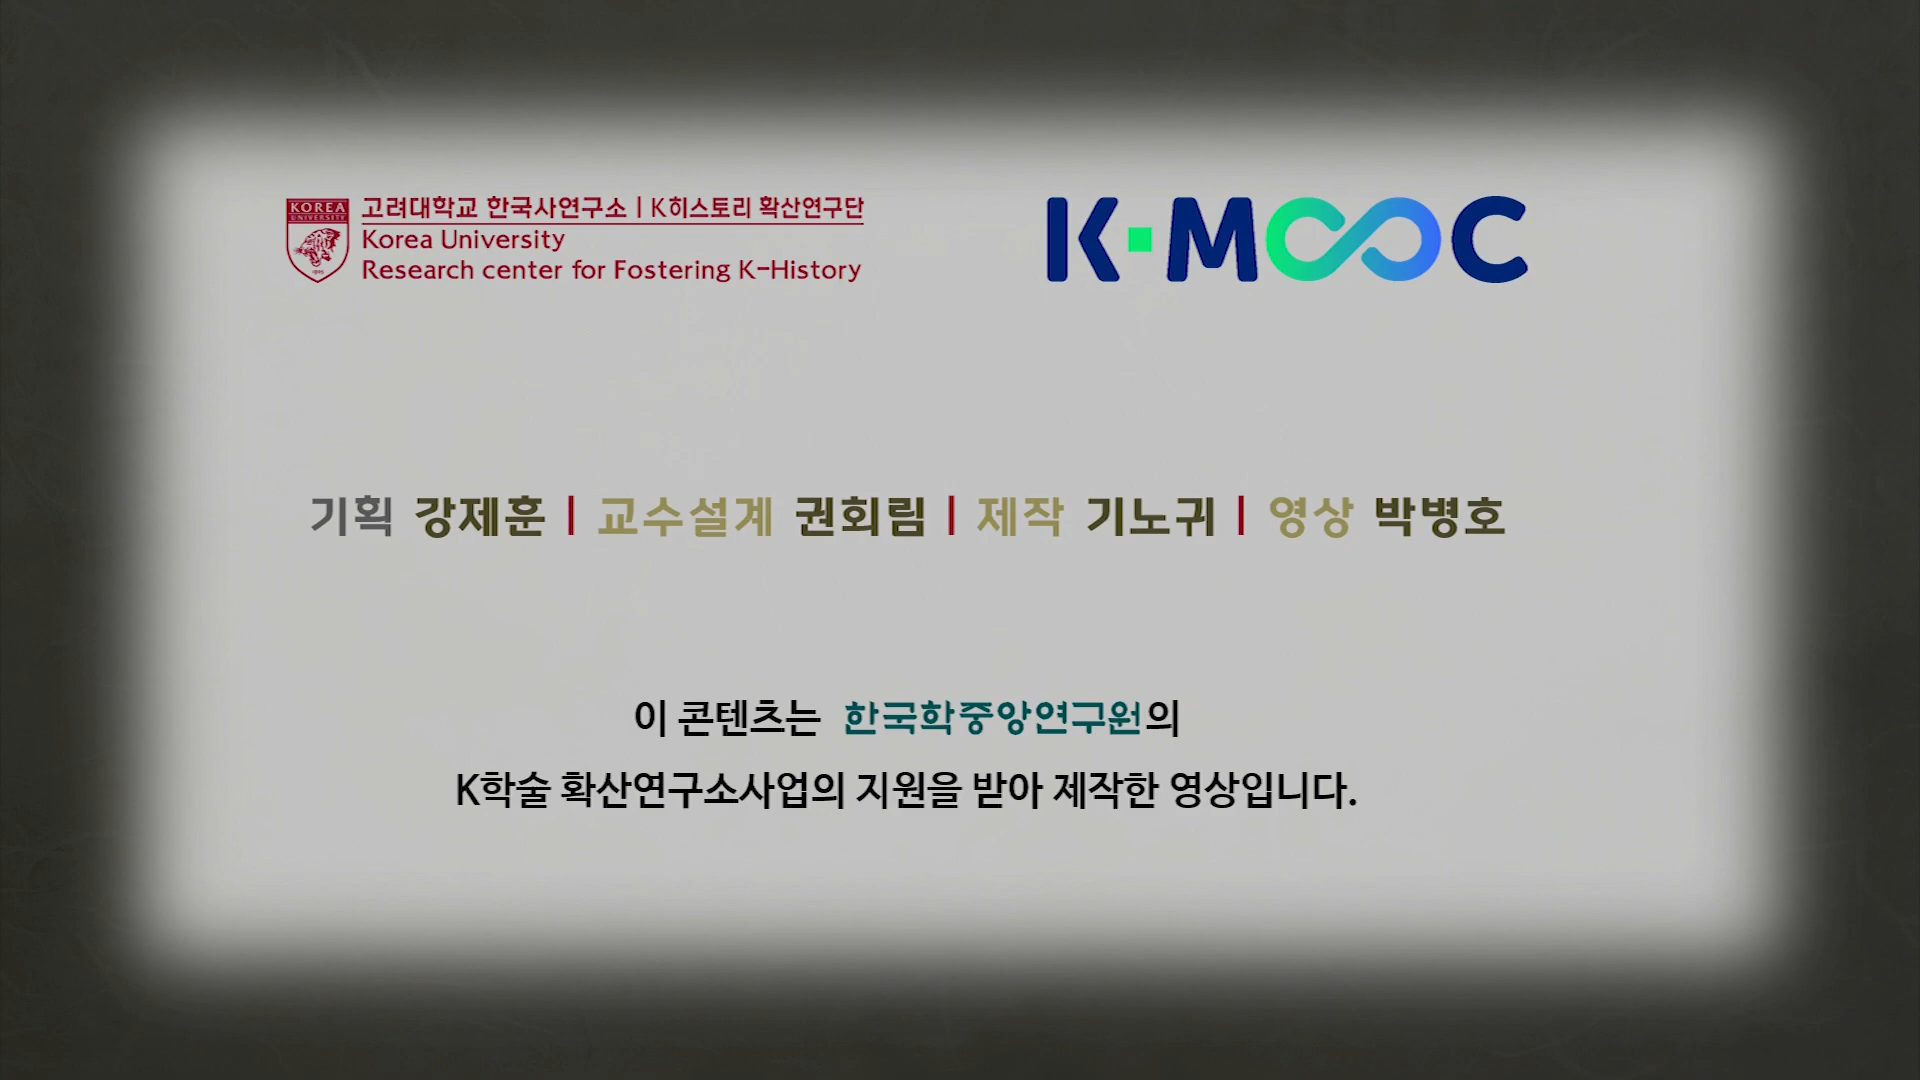 KOREA
UNIVERSITY
1905
고려대학교 한국사연구소 | K히스토리 확산연구단
Korea University
Research center for Fostering K-History
K·MOOC
기획 강제훈 | 교수설계 권회림 | 제작 기노귀 | 영상 박병호
이 콘텐츠는 한국학중앙연구원의
K학술 확산연구소사업의 지원을 받아 제작한 영상입니다.